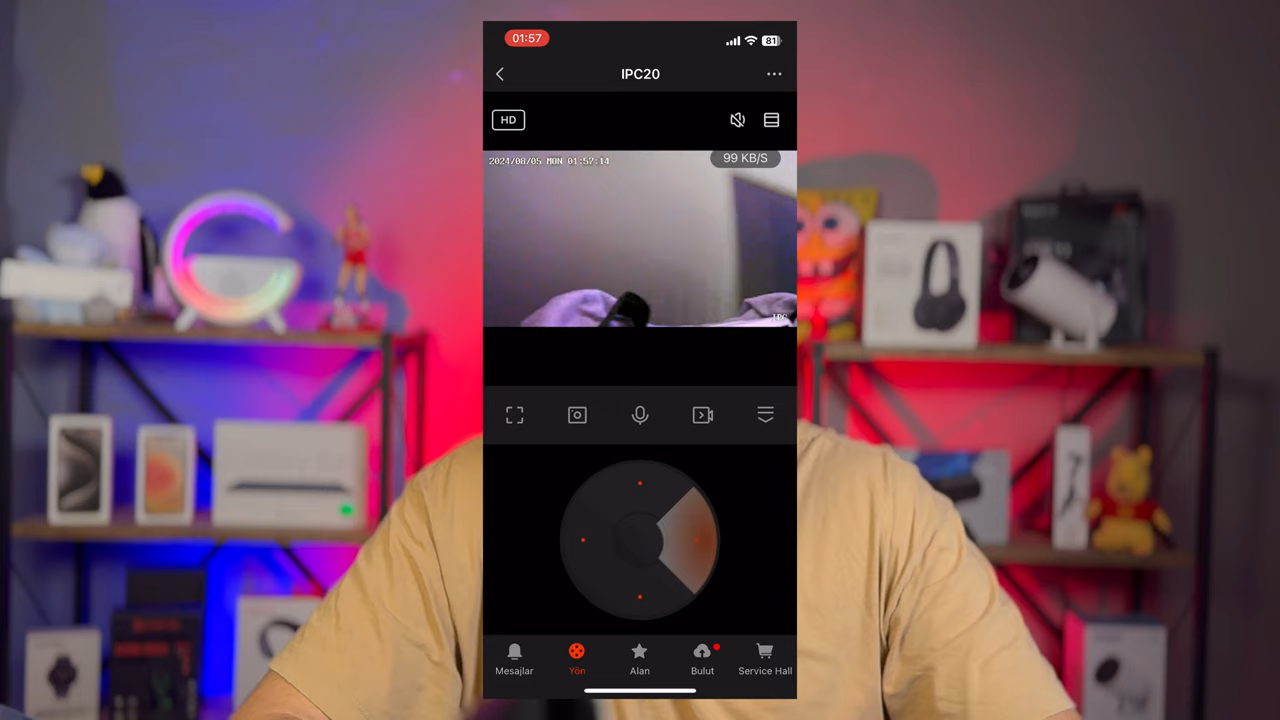 01:57
81
IPC20
HD
2024/08/05 MON 01:57:14
99 KB/S
IPC
Mesajlar
Yön
Alan
Bulut
Service Hall